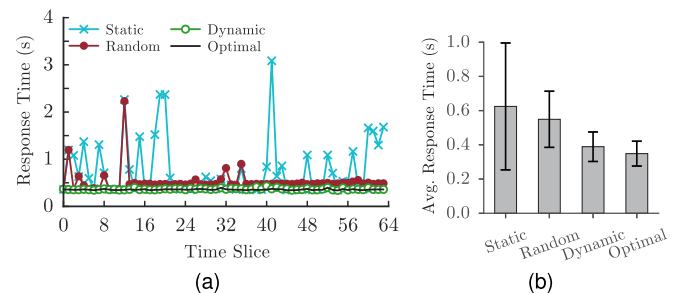 4
3
2
1
0
Response Time (s)
Static
Random
Dynamic
Optimal
0 8 16 24 32 40 48 56 64
Time Slice
(a)
1.0
0.8
0.6
0.4
0.2
0.0
Avg. Response Time (s)
Static
Random
Dynamic
Optimal
(b)